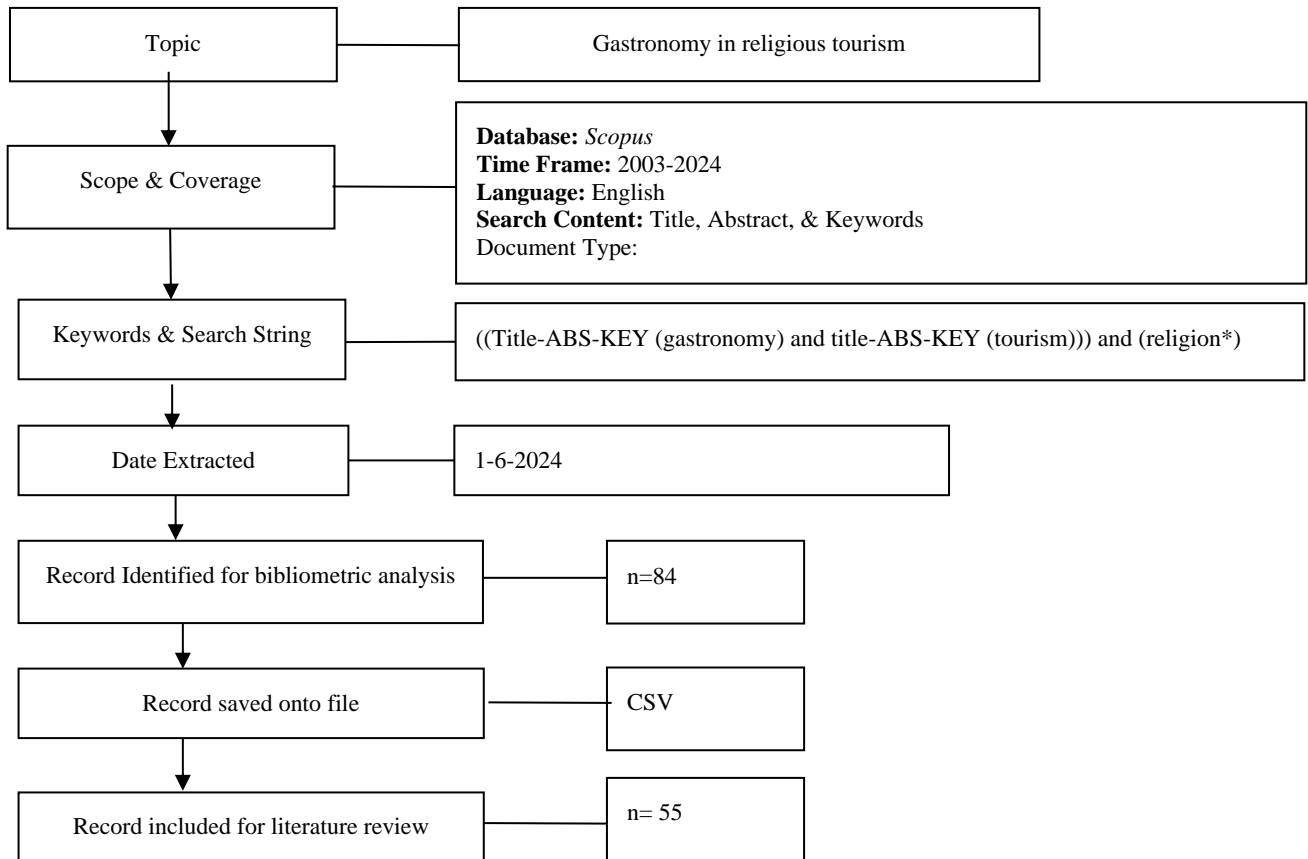 Topic
Gastronomy in religious tourism
Scope & Coverage
Database: Scopus
Time Frame: 2003-2024
Language: English
Search Content: Title, Abstract, & Keywords
Document Type:
Keywords & Search String
((Title-ABS-KEY (gastronomy) and title-ABS-KEY (tourism))) and (religion*)
Date Extracted
1-6-2024
Record Identified for bibliometric analysis
n=84
Record saved onto file
CSV
Record included for literature review
n= 55